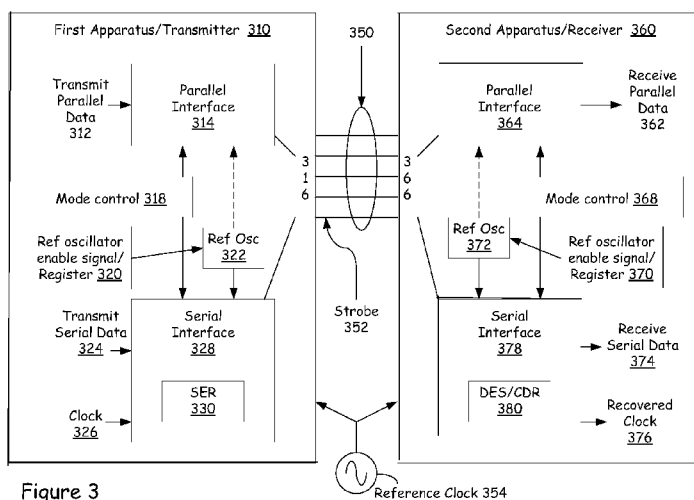 First Apparatus/Transmitter 310
350
Second Apparatus/Receiver 360
Transmit
Parallel
Data
312
Parallel
Interface
314
Parallel
Interface
364
Receive
Parallel
Data
362
3
1
6
3
6
6
Mode control 318
Mode control 368
Ref Osc
322
Ref Osc
372
Ref oscillator
enable signal/
Register 320
Ref oscillator
enable signal/
Register 370
Strobe
352
Transmit
Serial Data
324
Serial
Interface
328
Serial
Interface
378
Receive
Serial Data
374
SER
330
DES/CDR
380
Clock
326
Recovered
Clock
376
Figure 3
Reference Clock 354